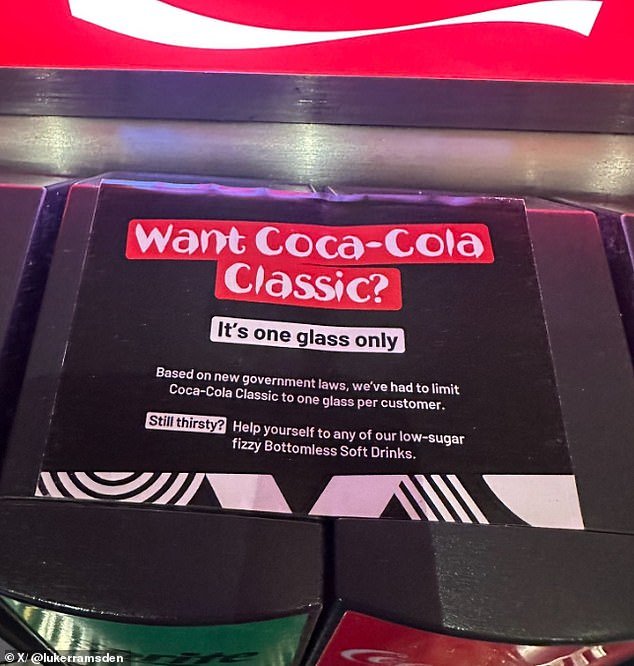 Want Coca-Cola
Classic?
It's one glass only
Based on new government laws, we've had to limit
Coca-Cola Classic to one glass per customer.
Still thirsty? Help yourself to any of our low-sugar
fizzy Bottomless Soft Drinks.
© X/ @lukerramsden